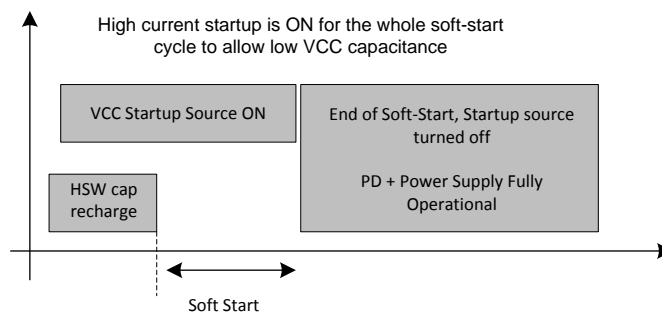 High current startup is ON for the whole soft-start
cycle to allow low VCC capacitance
VCC Startup Source ON
End of Soft-Start, Startup source
turned off
PD + Power Supply Fully
Operational
HSW cap
recharge
Soft Start